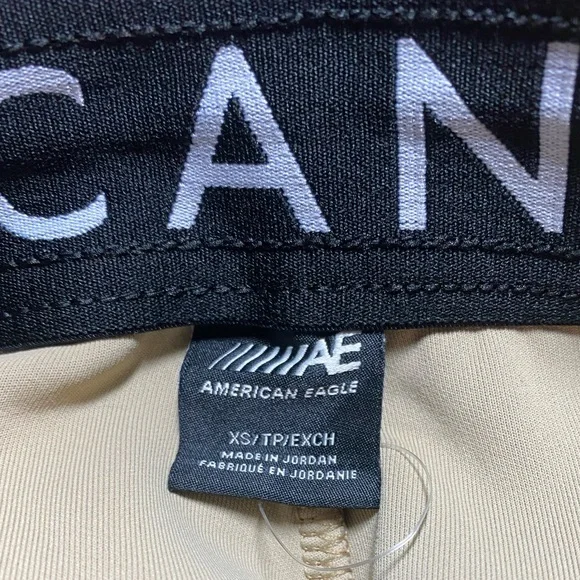 CAN
AE
AMERICAN EAGLE
XS/TP/EXCH
MADE IN JORDAN
FABRIQUÉ EN JORDANIE